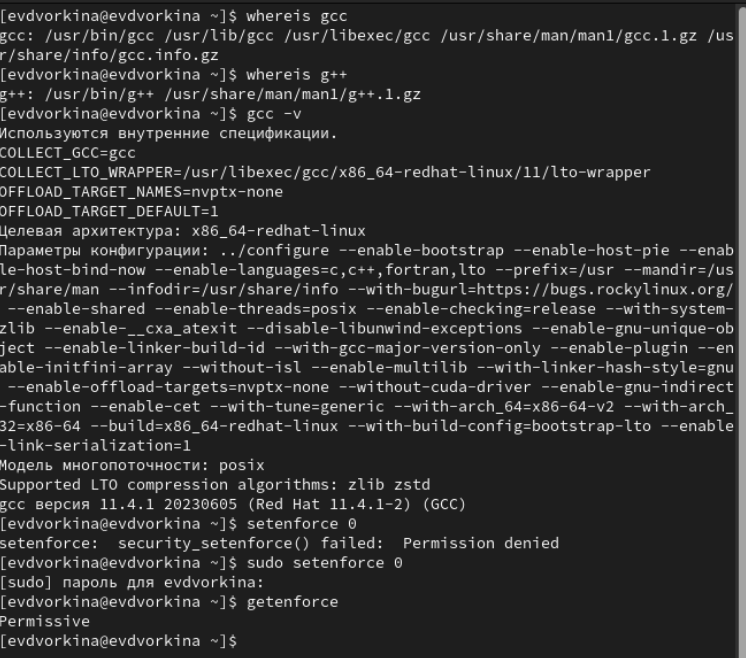 [evdvorkina@evdvorkina ~]$ whereis gcc
gcc: /usr/bin/gcc /usr/lib/gcc /usr/libexec/gcc /usr/share/man/man1/gcc.1.gz /us
r/share/info/gcc.info.gz
[evdvorkina@evdvorkina ~]$ whereis g++
g++: /usr/bin/g++ /usr/share/man/man1/g++.1.gz
[evdvorkina@evdvorkina ~]$ gcc -v
Используются внутренние спецификации.
COLLECT_GCC=gcc
COLLECT_LTO_WRAPPER=/usr/libexec/gcc/x86_64-redhat-linux/11/lto-wrapper
OFFLOAD_TARGET_NAMES=nvptx-none
OFFLOAD_TARGET_DEFAULT=1
Целевая архитектура: x86_64-redhat-linux
Параметры конфигурации: ../configure --enable-bootstrap --enable-host-pie --enab
le-host-bind-now --enable-languages=c,c++,fortran,lto --prefix=/usr --mandir=/us
r/share/man --infodir=/usr/share/info --with-bugurl=https://bugs.rockylinux.org/
--enable-shared --enable-threads=posix --enable-checking=release --with-system-
zlib --enable-__cxa_atexit --disable-libunwind-exceptions --enable-gnu-unique-ob
ject --enable-linker-build-id --with-gcc-major-version-only --enable-plugin --en
able-initfini-array --without-isl --enable-multilib --with-linker-hash-style=gnu
--enable-offload-targets=nvptx-none --without-cuda-driver --enable-gnu-indirect
-function --enable-cet --with-tune=generic --with-arch_64=x86-64-v2 --with-arch_
32=x86-64 --build=x86_64-redhat-linux --with-build-config=bootstrap-lto --enable
-link-serialization=1
Модель многопоточности: posix
Supported LTO compression algorithms: zlib zstd
gcc версия 11.4.1 20230605 (Red Hat 11.4.1-2) (GCC)
[evdvorkina@evdvorkina ~]$ setenforce 0
setenforce:  security_setenforce() failed:  Permission denied
[evdvorkina@evdvorkina ~]$ sudo setenforce 0
[sudo] пароль для evdvorkina:
[evdvorkina@evdvorkina ~]$ getenforce
Permissive
[evdvorkina@evdvorkina ~]$